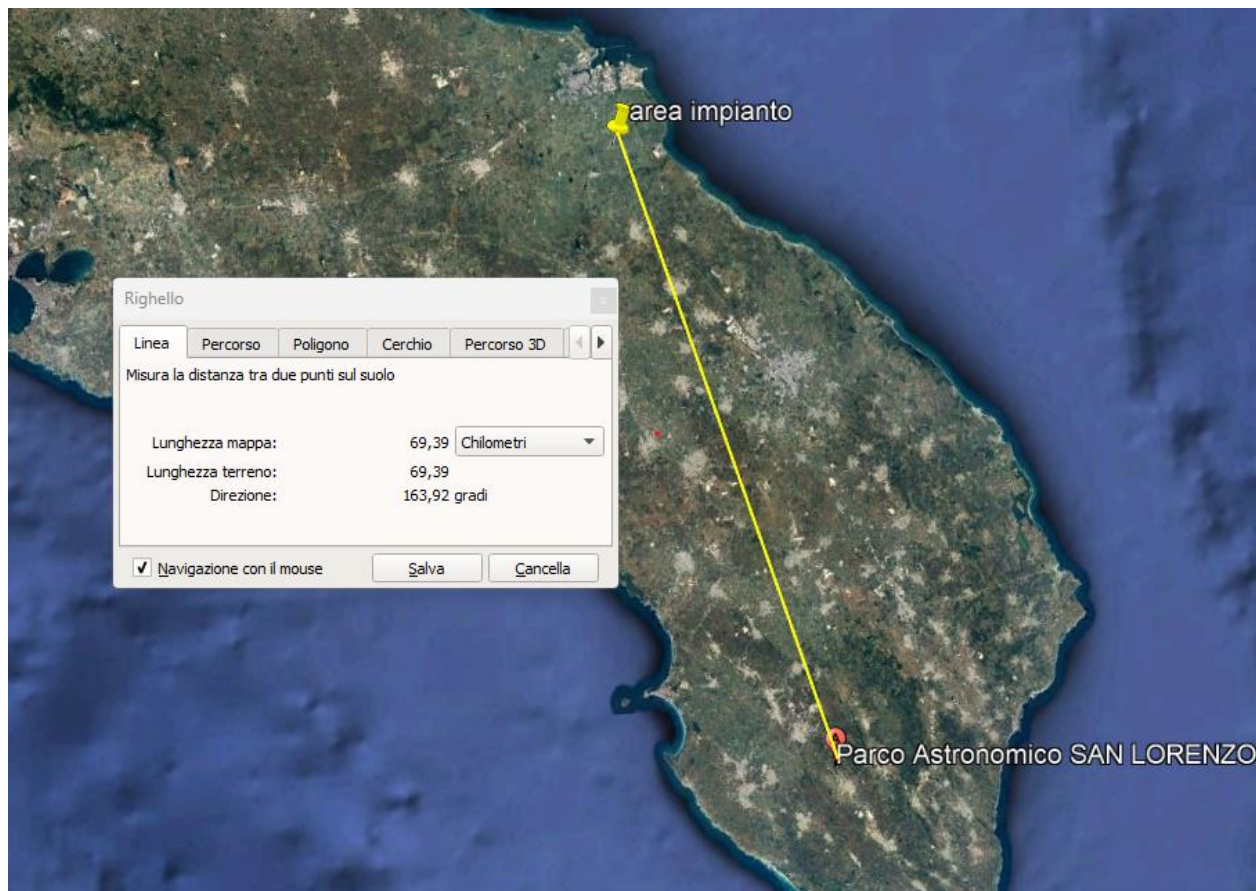 area impianto
Righello
Linea Percorso Poligono Cerchio Percorso 3D
Misura la distanza tra due punti sul suolo
Lunghezza mappa: 69,39 Chilometri
Lunghezza terreno: 69,39
Direzione: 163,92 gradi
Navigazione con il mouse Salva Cancella
A
Parco Astronomico SAN LORENZO